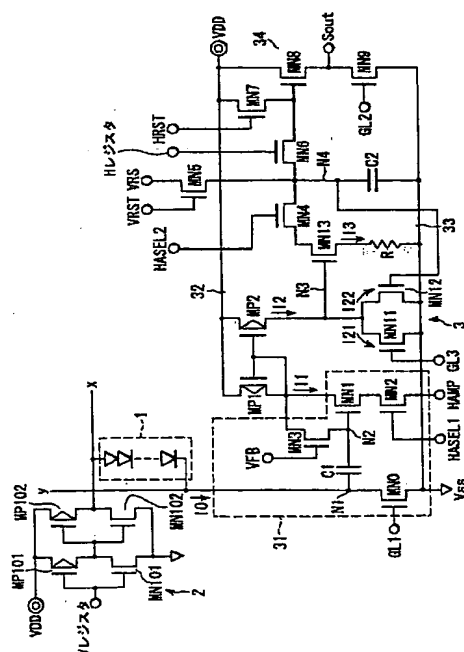 VDD
MP101
MP102
MN101
MN102
2
Vレジスタ
X
Y
1
I0
VFB
MN3
C1
N1
N2
MN0
GL1
VSS
31
MN1
MN2
HASEL1
HAMP
I11
MP1
MP2
32
I12
N3
I21
I22
MN11
MN12
GL3
3
HASEL2
MN4
MN13
I13
R
VRST
VRS
MN5
N4
C2
33
Hレジスタ
HRST
MN6
MN7
VDD
34
MN8
Sout
MN9
GL2